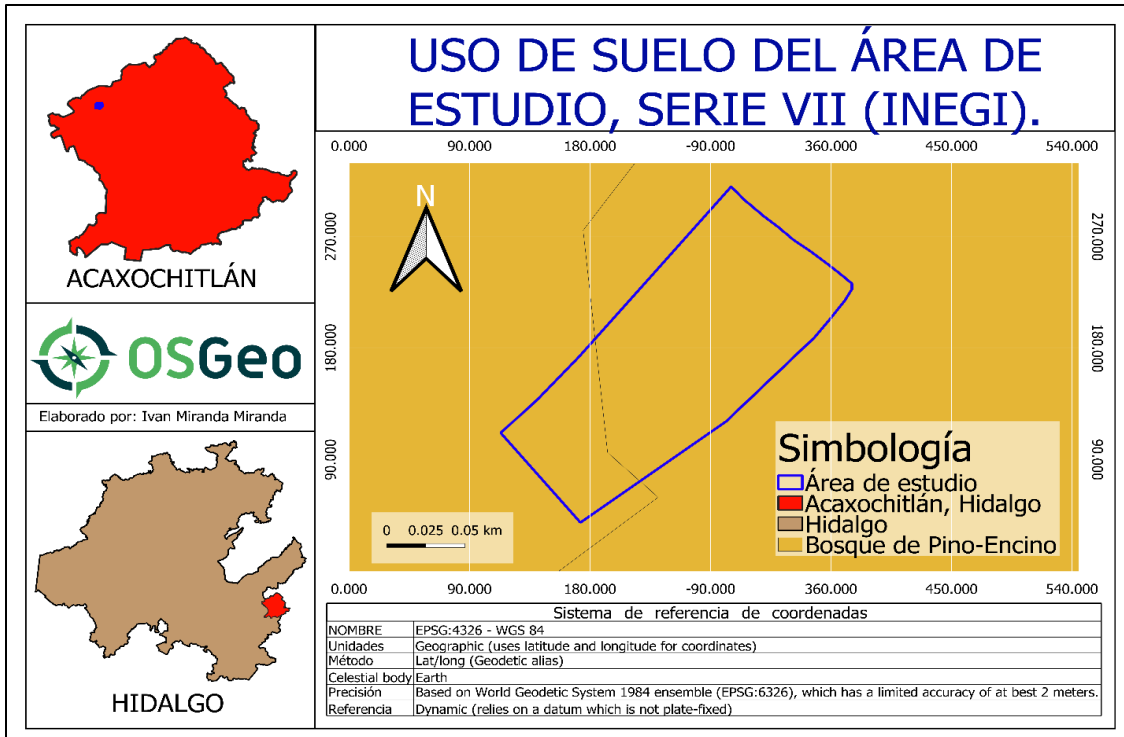 USO DE SUELO DEL ÁREA DE
ESTUDIO, SERIE VII (INEGI).
ACAXOCHITLÁN
OSGeo
Elaborado por: Ivan Miranda Miranda
HIDALGO
0.000 90.000 180.000 -90.000 360.000 450.000 540.000
N
270.000
180.000
90.000
270.000
180.000
90.000
Simbología
Área de estudio
Acaxochitlán, Hidalgo
Hidalgo
Bosque de Pino-Encino
0 0.025 0.05 km
0.000 90.000 180.000 -90.000 360.000 450.000 540.000
Sistema de referencia de coordenadas
NOMBRE EPSG:4326 - WGS 84
Unidades Geographic (uses latitude and longitude for coordinates)
Método Lat/long (Geodetic alias)
Celestial body Earth
Precisión Based on World Geodetic System 1984 ensemble (EPSG:6326), which has a limited accuracy of at best 2 meters.
Referencia Dynamic (relies on a datum which is not plate-fixed)